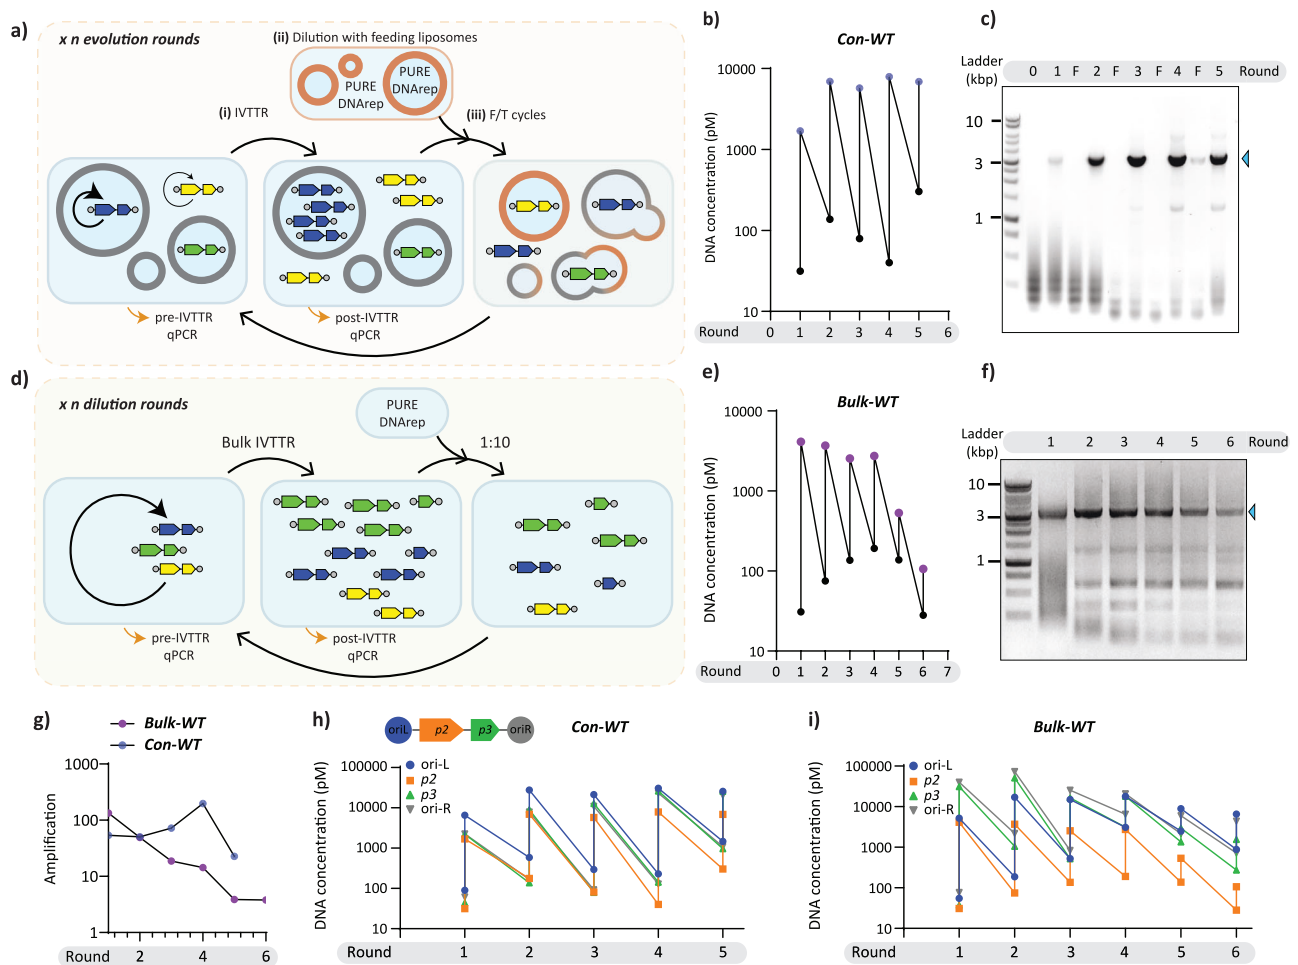 a)
x n evolution rounds
(ii) Dilution with feeding liposomes
PURE
DNArep
PURE
DNArep
(i) IVTTR
(iii) F/T cycles
pre-IVTTR
qPCR
post-IVTTR
qPCR
b)
Con-WT
DNA concentration (pM)
10000
1000
100
10
Round 0 1 2 3 4 5 6
c)
Ladder
(kbp)
0 1 F 2 F 3 F 4 F 5 Round
10
3
1
d)
x n dilution rounds
PURE
DNArep
Bulk IVTTR
1:10
pre-IVTTR
qPCR
post-IVTTR
qPCR
e)
Bulk-WT
DNA concentration (pM)
10000
1000
100
10
Round 0 1 2 3 4 5 6 7
f)
Ladder
(kbp)
1 2 3 4 5 6 Round
10
3
1
g)
Bulk-WT
Con-WT
Amplification
1000
100
10
1
Round 2 4 6
h)
oriL p2 p3 oriR
Con-WT
ori-L
p2
p3
ori-R
DNA concentration (pM)
100000
10000
1000
100
10
Round 1 2 3 4 5
i)
Bulk-WT
ori-L
p2
p3
ori-R
DNA concentration (pM)
100000
10000
1000
100
10
Round 1 2 3 4 5 6